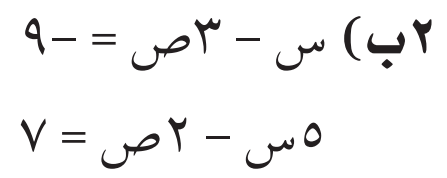 ٢ب) س − ٣ص = −٩
٥س − ٢ص = ٧